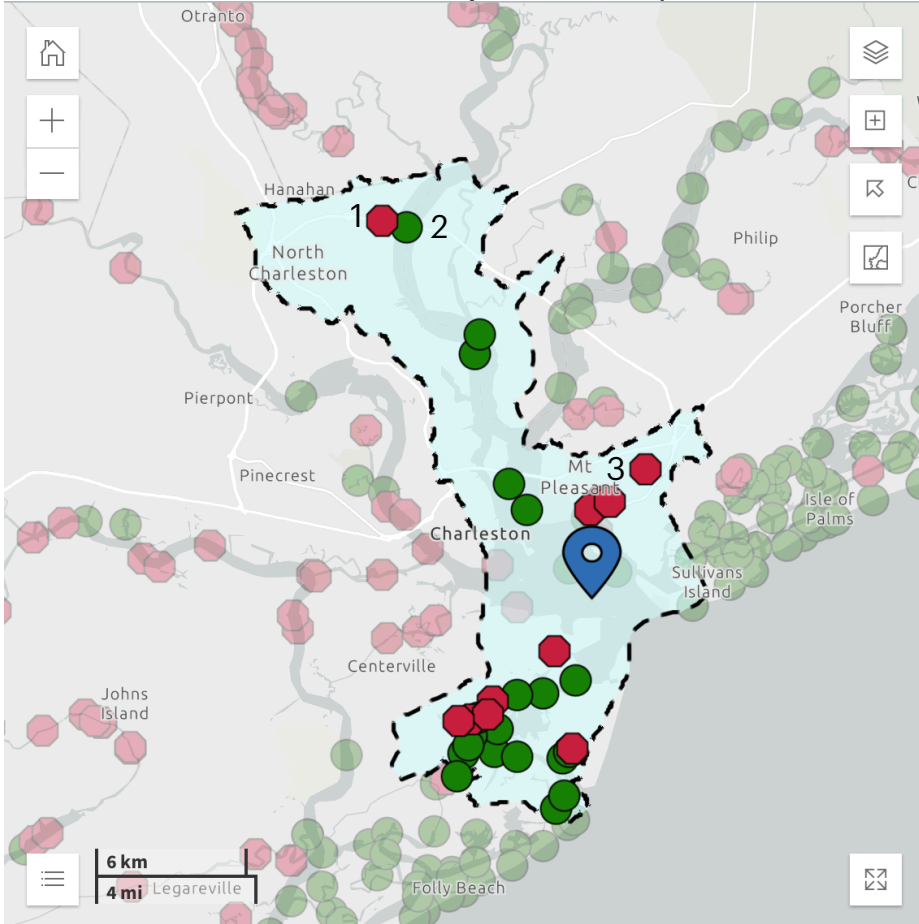 Otranto
Hanahan
1
2
North
Charleston
Philip
Porcher
Bluff
Pierpont
Pinecrest
3
Mt
Pleasant
Isle of
Palms
Charleston
Sullivans
Island
Centerville
Johns
Island
6 km
4 mi
Legareville
Folly Beach
C